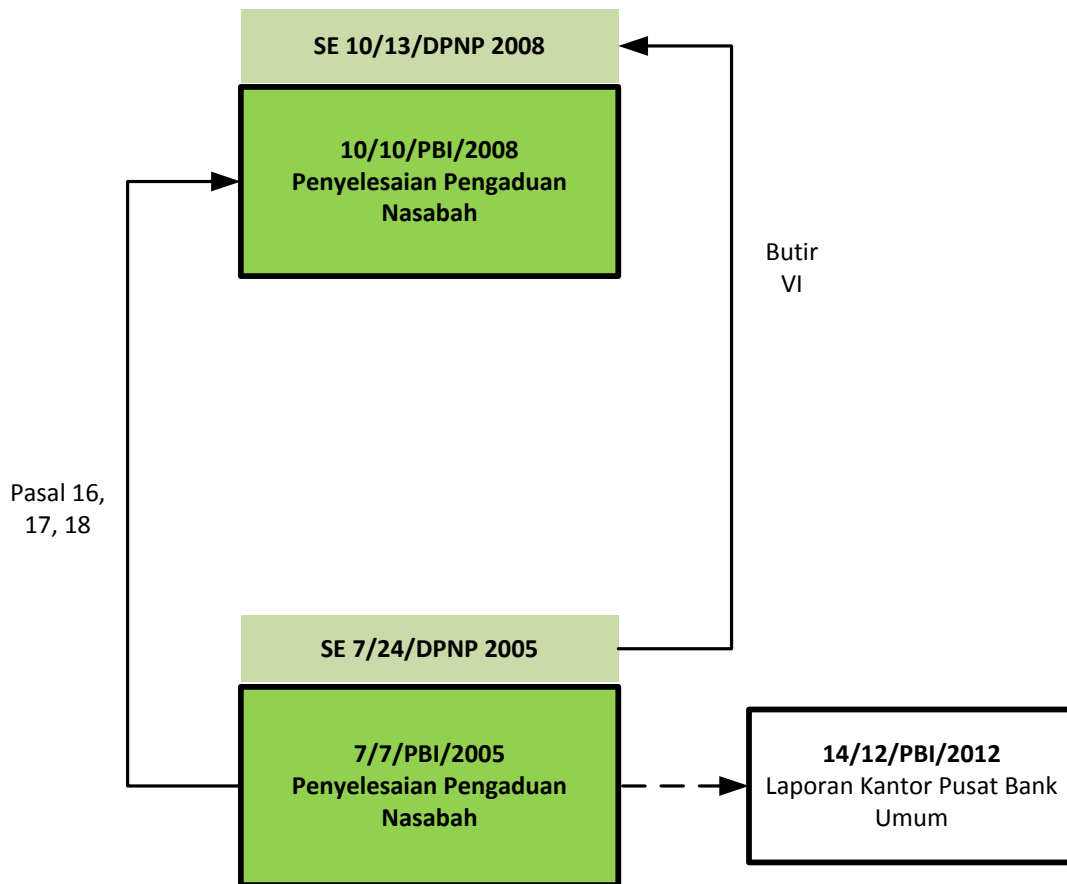 SE 10/13/DPNP 2008
10/10/PBI/2008
Penyelesaian Pengaduan
Nasabah
Butir
VI
Pasal 16,
17, 18
SE 7/24/DPNP 2005
7/7/PBI/2005
Penyelesaian Pengaduan
Nasabah
14/12/PBI/2012
Laporan Kantor Pusat Bank
Umum